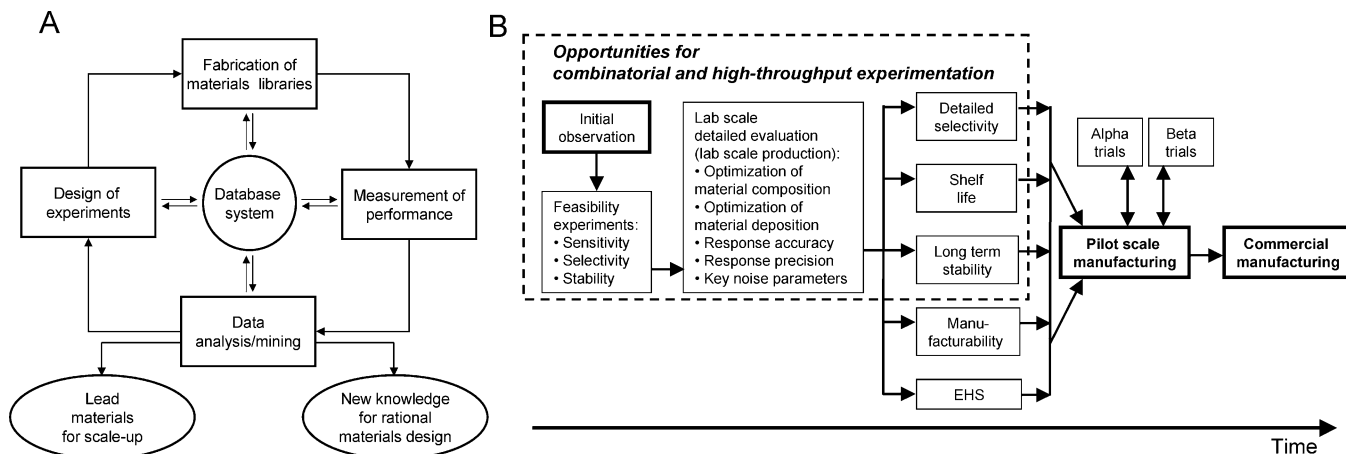 A
Fabrication of
materials libraries
Design of
experiments
Database
system
Measurement of
performance
Data
analysis/mining
Lead
materials
for scale-up
New knowledge
for rational
materials design
B
Opportunities for
combinatorial and high-throughput experimentation
Initial
observation
Feasibility
experiments:
• Sensitivity
• Selectivity
• Stability
Lab scale
detailed evaluation
(lab scale production):
• Optimization of
material composition
• Optimization of
material deposition
• Response accuracy
• Response precision
• Key noise parameters
Detailed
selectivity
Shelf
life
Long term
stability
Manu-
facturability
EHS
Alpha
trials
Beta
trials
Pilot scale
manufacturing
Commercial
manufacturing
Time